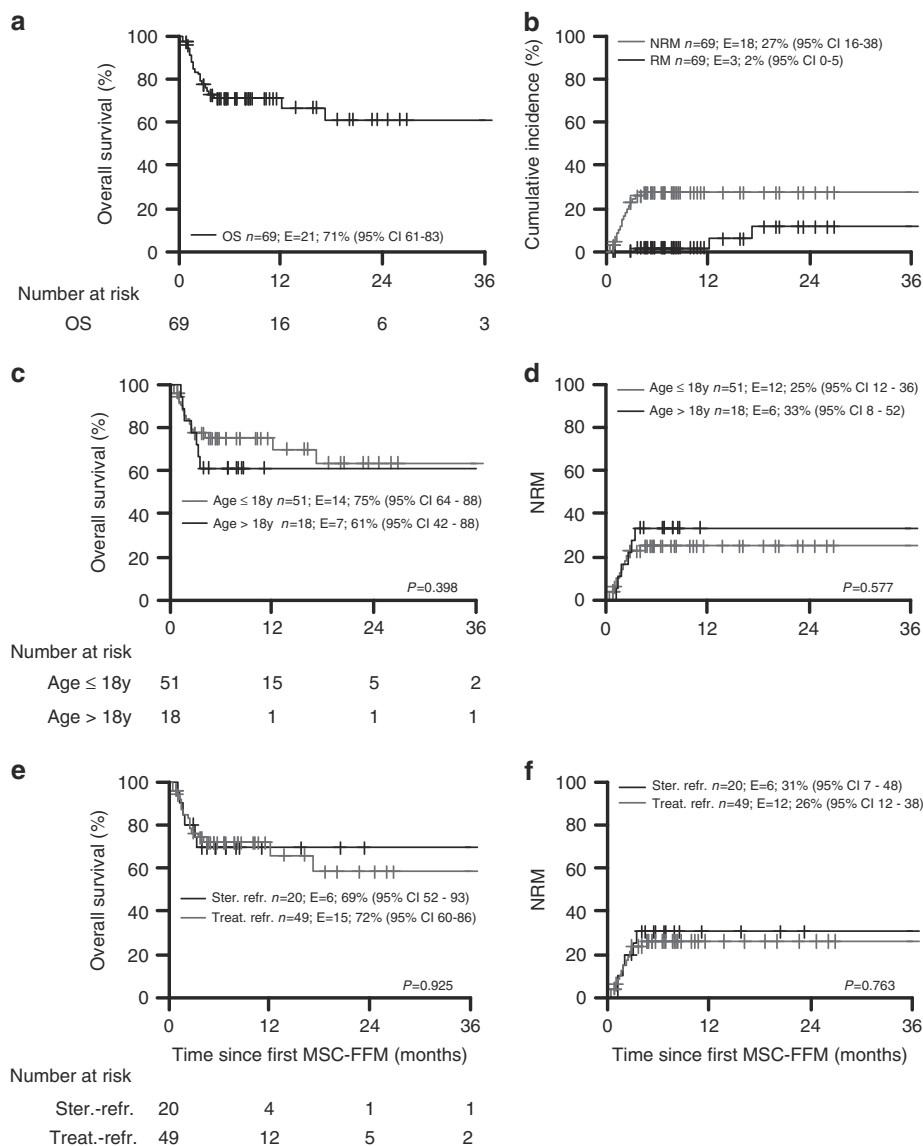 a
Overall survival (%)
100
80
60
40
20
0
OS n=69; E=21; 71% (95% CI 61-83)
0 12 24 36
Number at risk
OS 69 16 6 3
b
Cumulative incidence (%)
100
80
60
40
20
0
NRM n=69; E=18; 27% (95% CI 16-38)
RM n=69; E=3; 2% (95% CI 0-5)
0 12 24 36
c
Overall survival (%)
100
80
60
40
20
0
Age ≤ 18y n=51; E=14; 75% (95% CI 64 - 88)
Age > 18y n=18; E=7; 61% (95% CI 42 - 88)
P=0.398
0 12 24 36
Number at risk
Age ≤ 18y 51 15 5 2
Age > 18y 18 1 1 1
d
NRM
100
80
60
40
20
0
Age ≤ 18y n=51; E=12; 25% (95% CI 12 - 36)
Age > 18y n=18; E=6; 33% (95% CI 8 - 52)
P=0.577
0 12 24 36
e
Overall survival (%)
100
80
60
40
20
0
Ster. refr. n=20; E=6; 69% (95% CI 52 - 93)
Treat. refr. n=49; E=15; 72% (95% CI 60-86)
P=0.925
0 12 24 36
Time since first MSC-FFM (months)
Number at risk
Ster.-refr. 20 4 1 1
Treat.-refr. 49 12 5 2
f
NRM
100
80
60
40
20
0
Ster. refr. n=20; E=6; 31% (95% CI 7 - 48)
Treat. refr. n=49; E=12; 26% (95% CI 12 - 38)
P=0.763
0 12 24 36
Time since first MSC-FFM (months)